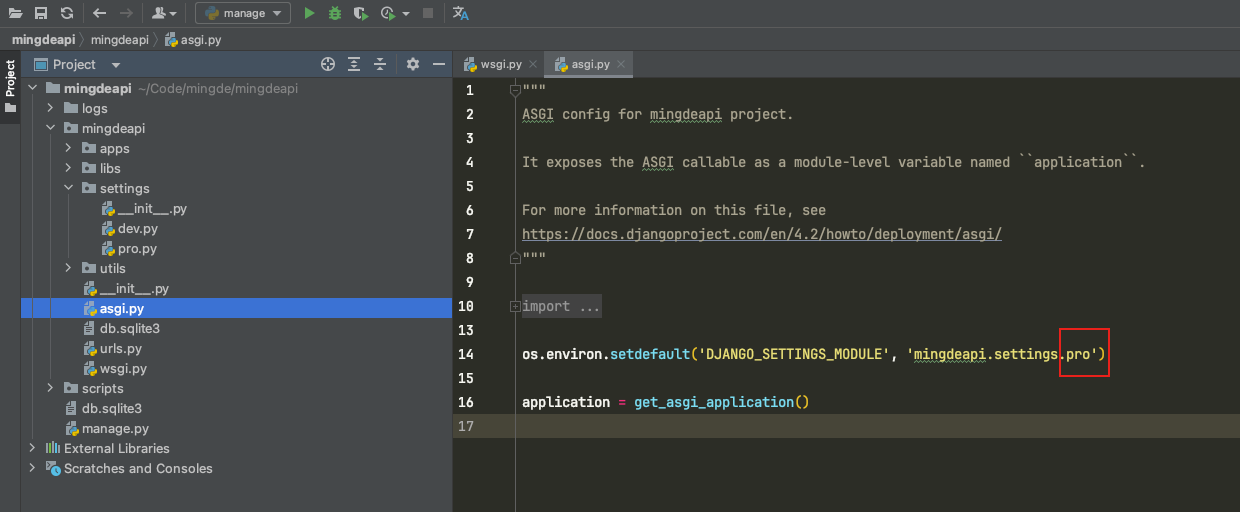 manage
mingdeapi mingdeapi asgi.py
Project
Project
mingdeapi ~/Code/mingde/mingdeapi
logs
mingdeapi
apps
libs
settings
__init__.py
dev.py
pro.py
utils
__init__.py
asgi.py
db.sqlite3
urls.py
wsgi.py
scripts
db.sqlite3
manage.py
External Libraries
Scratches and Consoles
wsgi.py asgi.py
1 """
2 ASGI config for mingdeapi project.
3
4 It exposes the ASGI callable as a module-level variable named ``application``.
5
6 For more information on this file, see
7 https://docs.djangoproject.com/en/4.2/howto/deployment/asgi/
8 """
9
10 import ...
13
14 os.environ.setdefault('DJANGO_SETTINGS_MODULE', 'mingdeapi.settings.pro')
15
16 application = get_asgi_application()
17